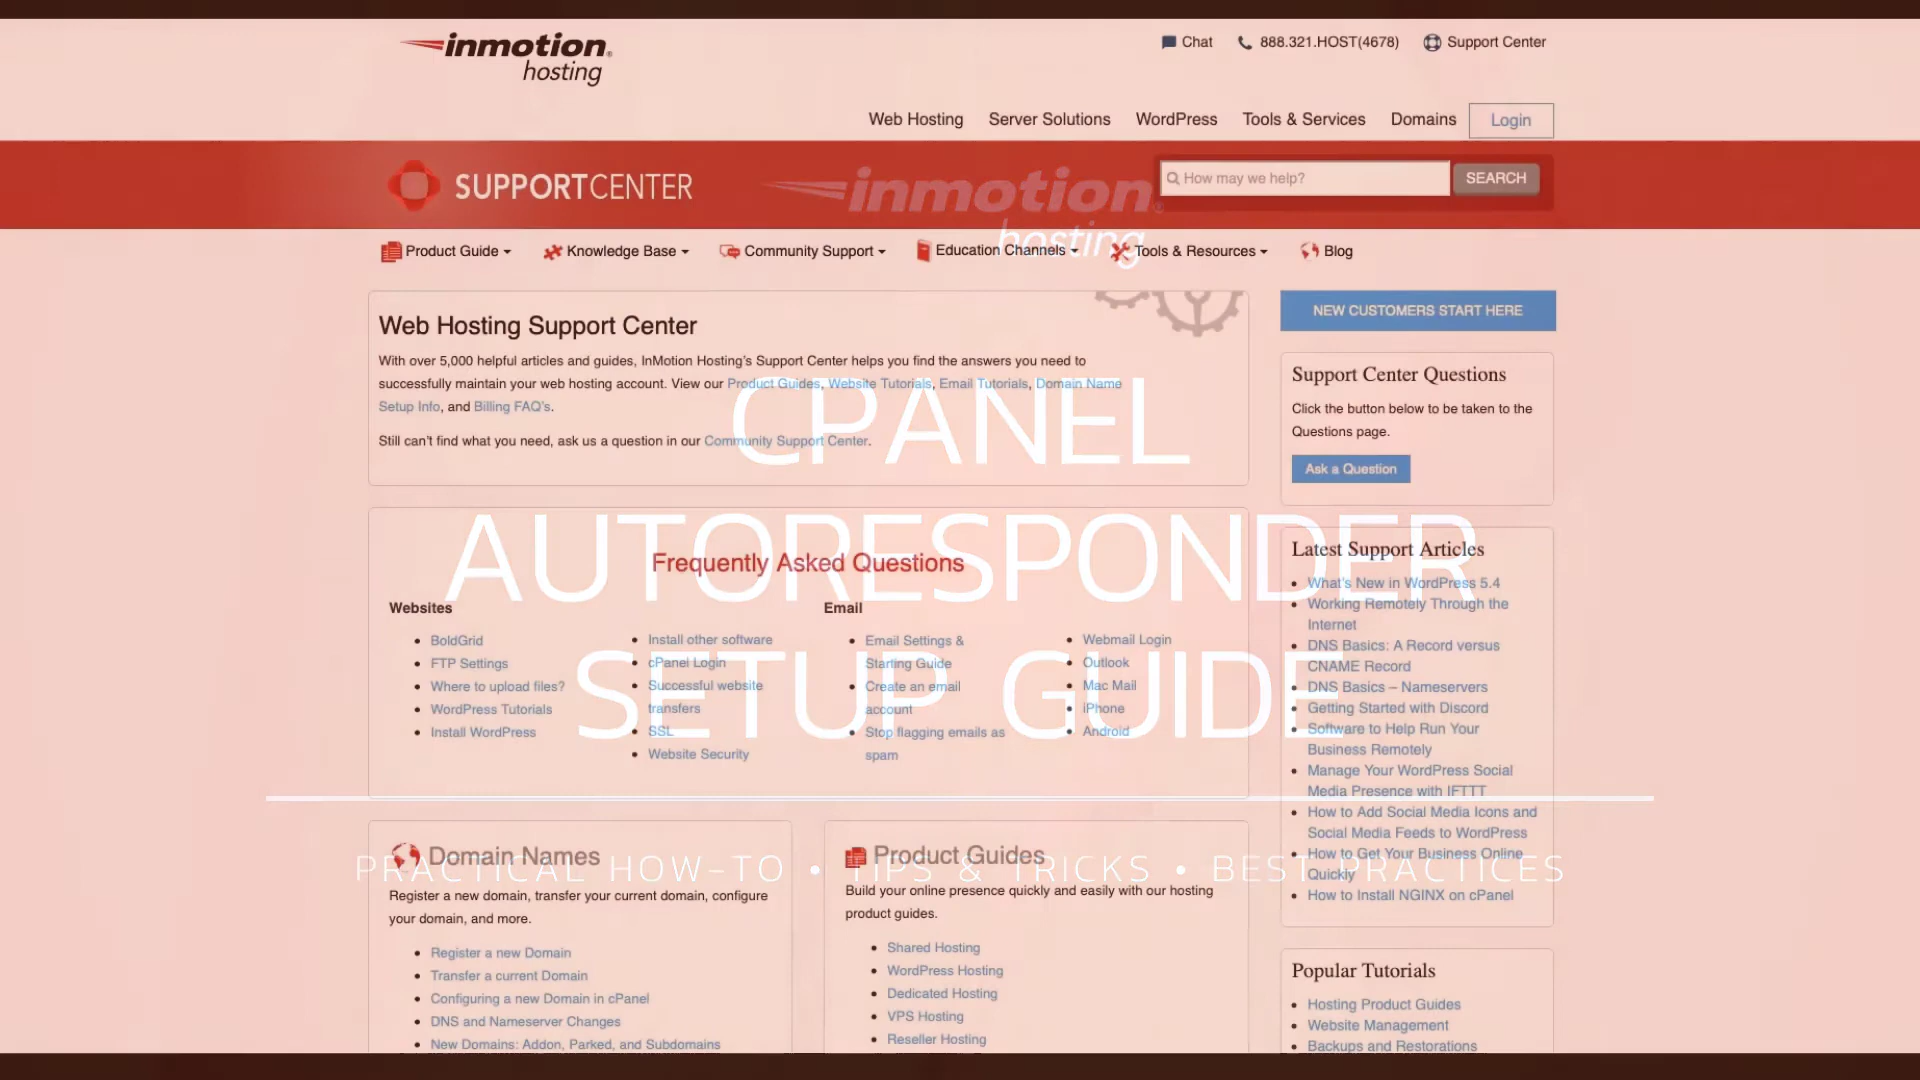 inmotion
hosting
Chat
888.321.HOST(4678)
Support Center
Web Hosting
Server Solutions
WordPress
Tools & Services
Domains
Login
SUPPORTCENTER
inmotion
hosting
How may we help?
SEARCH
Product Guide
Knowledge Base
Community Support
Education Channels
Tools & Resources
Blog
Web Hosting Support Center
With over 5,000 helpful articles and guides, InMotion Hosting's Support Center helps you find the answers you need to
successfully maintain your web hosting account. View our Product Guides, Website Tutorials, Email Tutorials, Domain Name
Setup Info, and Billing FAQ's.
Still can't find what you need, ask us a question in our Community Support Center.
CPANEL
AUTORESPONDER
SETUP GUIDE
PRACTICAL HOW-TO • TIPS & TRICKS • BEST PRACTICES
Frequently Asked Questions
Websites
BoldGrid
FTP Settings
Where to upload files?
WordPress Tutorials
Install WordPress
Install other software
cPanel Login
Successful website
transfers
SSL
Website Security
Email
Email Settings &
Starting Guide
Create an email
account
Stop flagging emails as
spam
Webmail Login
Outlook
Mac Mail
iPhone
Android
Domain Names
Register a new domain, transfer your current domain, configure
your domain, and more.
Register a new Domain
Transfer a current Domain
Configuring a new Domain in cPanel
DNS and Nameserver Changes
New Domains: Addon, Parked, and Subdomains
Product Guides
Build your online presence quickly and easily with our hosting
product guides.
Shared Hosting
WordPress Hosting
Dedicated Hosting
VPS Hosting
Reseller Hosting
NEW CUSTOMERS START HERE
Support Center Questions
Click the button below to be taken to the
Questions page.
Ask a Question
Latest Support Articles
What's New in WordPress 5.4
Working Remotely Through the
Internet
DNS Basics: A Record versus
CNAME Record
DNS Basics – Nameservers
Getting Started with Discord
Software to Help Run Your
Business Remotely
Manage Your WordPress Social
Media Presence with IFTTT
How to Add Social Media Icons and
Social Media Feeds to WordPress
How to Get Your Business Online
Quickly
How to Install NGINX on cPanel
Popular Tutorials
Hosting Product Guides
Website Management
Backups and Restorations